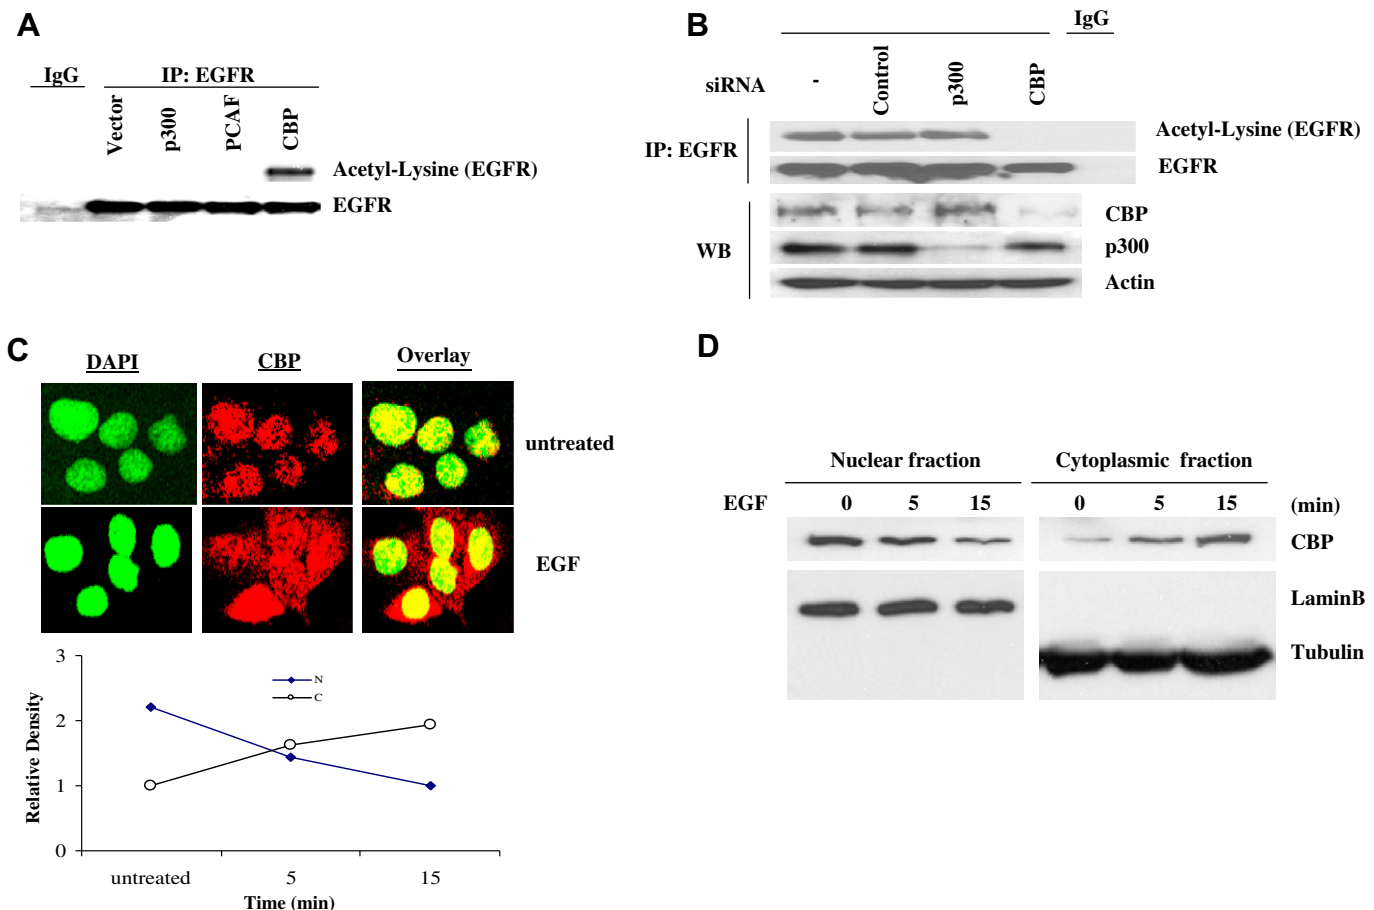 A
IgG
IP: EGFR
Vector
p300
PCAF
CBP
Acetyl-Lysine (EGFR)
EGFR
B
IgG
siRNA
-
Control
p300
CBP
IP: EGFR
Acetyl-Lysine (EGFR)
EGFR
WB
CBP
p300
Actin
C
DAPI
CBP
Overlay
untreated
EGF
3
2
1
0
Relative Density
N
C
untreated
5
15
Time (min)
D
Nuclear fraction
Cytoplasmic fraction
EGF
0
5
15
0
5
15
(min)
CBP
LaminB
Tubulin